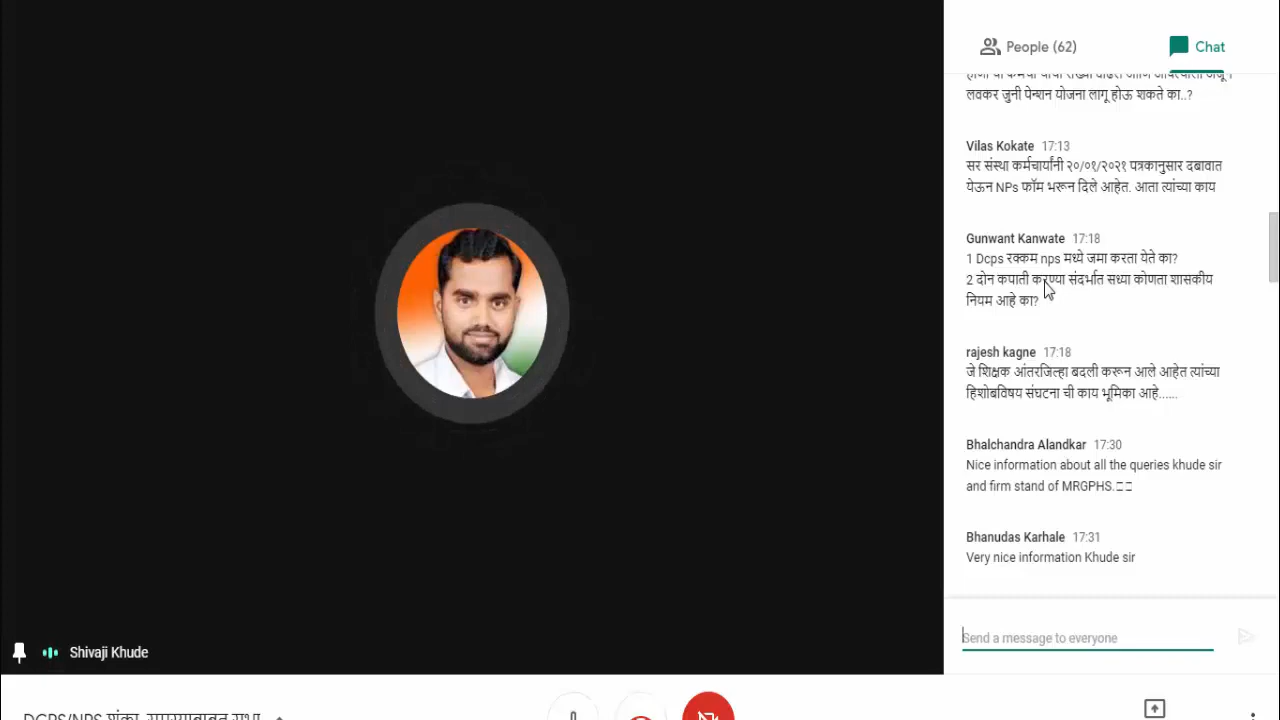 People (62)
Chat
लवकर जुनी पेन्शन योजना लागू होऊ शकते का..?
Vilas Kokate 17:13
सर संस्था कर्मचार्यांनी २०/०१/२०२१ पत्रकानुसार दबावात
येऊन NPs फॉम भरून दिले आहेत. आता त्यांच्या काय
Gunwant Kanwate 17:18
1 Dcps रक्कम nps मध्ये जमा करता येते का?
2 दोन कपाती करण्या संदर्भात सध्या कोणता शासकीय
नियम आहे का?
rajesh kagne 17:18
जे शिक्षक आंतरजिल्हा बदली करून आले आहेत त्यांच्या
हिशोबविषय संघटना ची काय भूमिका आहे......
Bhalchandra Alandkar 17:30
Nice information about all the queries khude sir
and firm stand of MRGPHS.
Bhanudas Karhale 17:31
Very nice information Khude sir
Send a message to everyone
Shivaji Khude
DCPS/NPS शंका